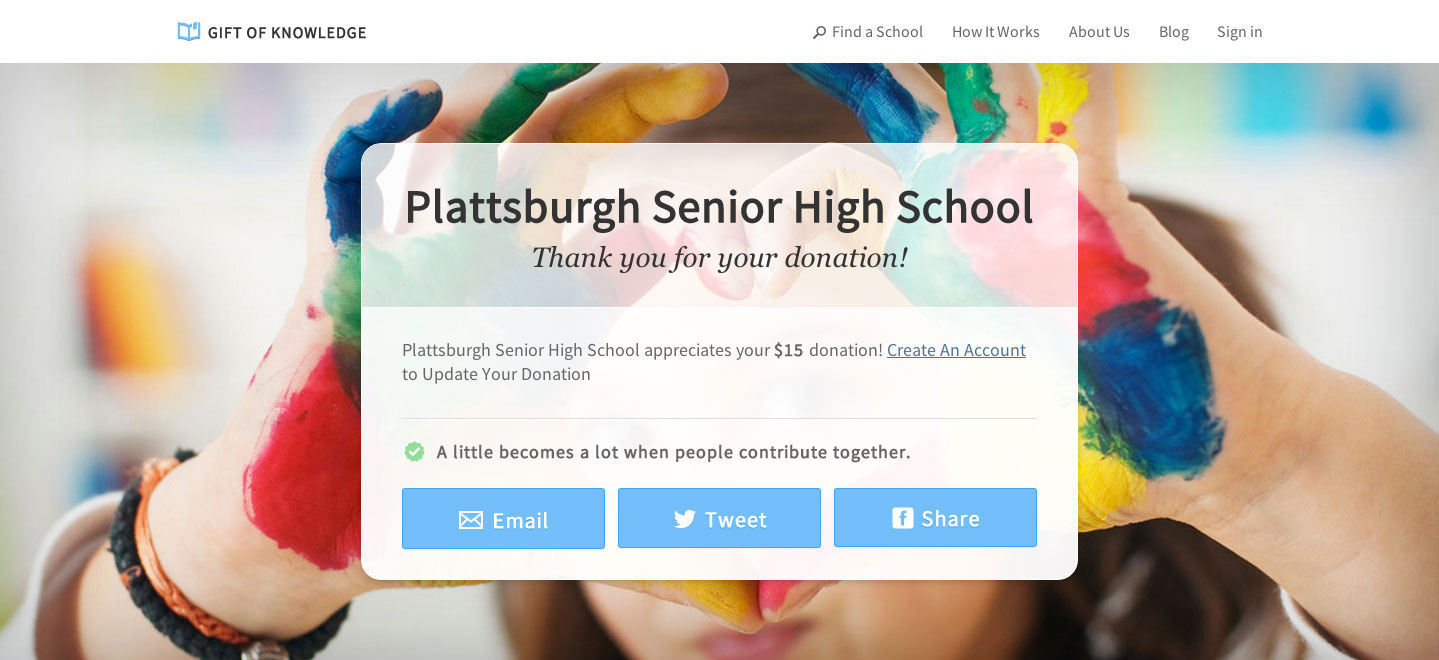 GIFT OF KNOWLEDGE
Find a School
How It Works
About Us
Blog
Sign in
Plattsburgh Senior High School
Thank you for your donation!
Plattsburgh Senior High School appreciates your $15 donation! Create An Account
to Update Your Donation
A little becomes a lot when people contribute together.
Email
Tweet
Share